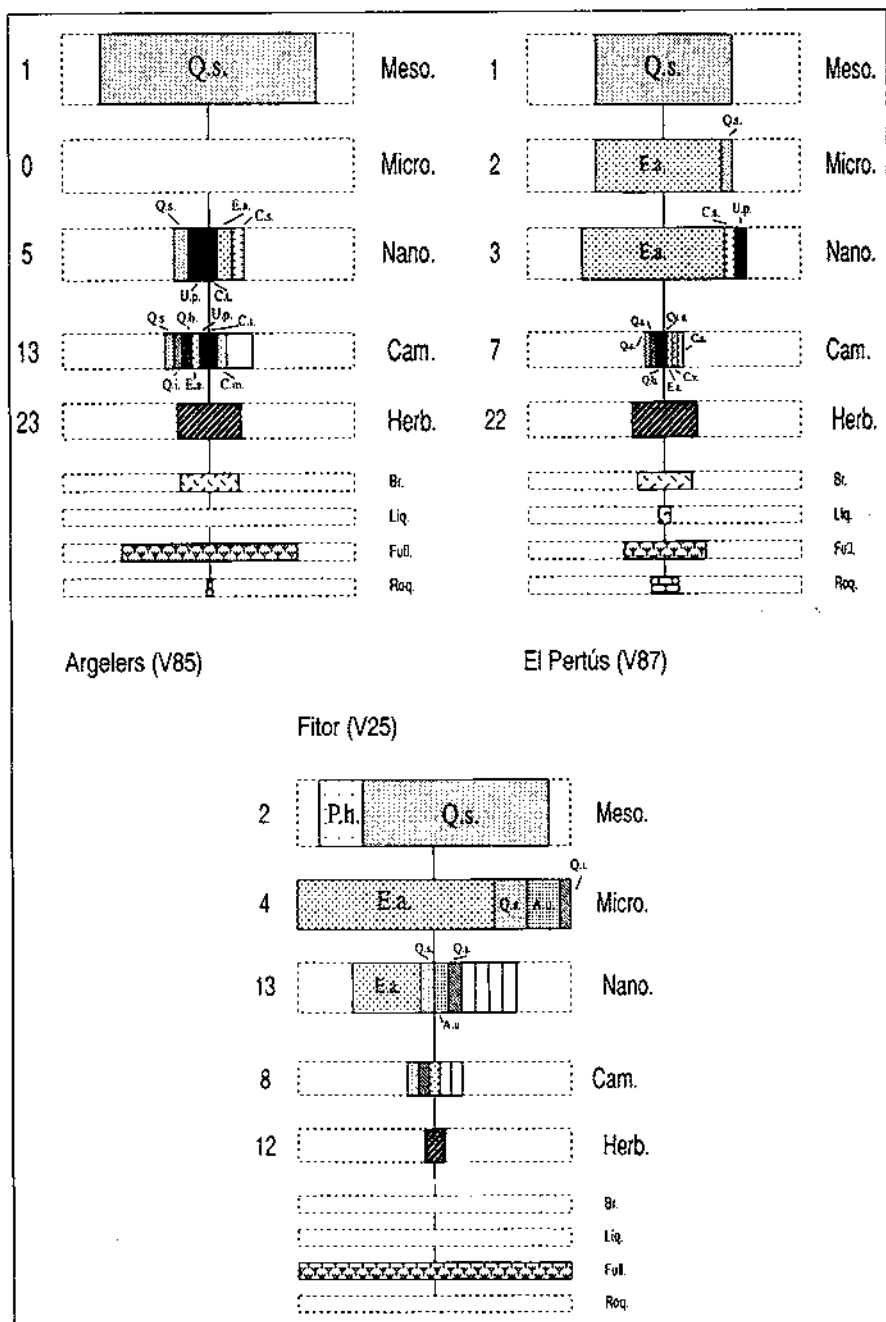 1 Q.s. Meso.
0 Micro.
Q.s. E.a. C.s.
5 Nano.
U.p. C.i.
Q.s. Q.h. U.p. C.i.
13 Cam.
Q.i. E.a. C.m.
23 Herb.
Br.
Liq.
Full.
Roq.
Argelers (V85)
1 Q.s. Meso.
Q.s.
2 E.a. Micro.
C.s. U.p.
3 E.a. Nano.
7 Cam.
E.a.
22 Herb.
Br.
Liq.
Full.
Roq.
El Pertús (V87)
Fitor (V25)
2 P.h. Q.s. Meso.
4 E.a. Q.s. A.u. Micro.
Q.s.
13 E.a. Nano.
A.u.
8 Cam.
12 Herb.
Br.
Liq.
Full.
Roq.